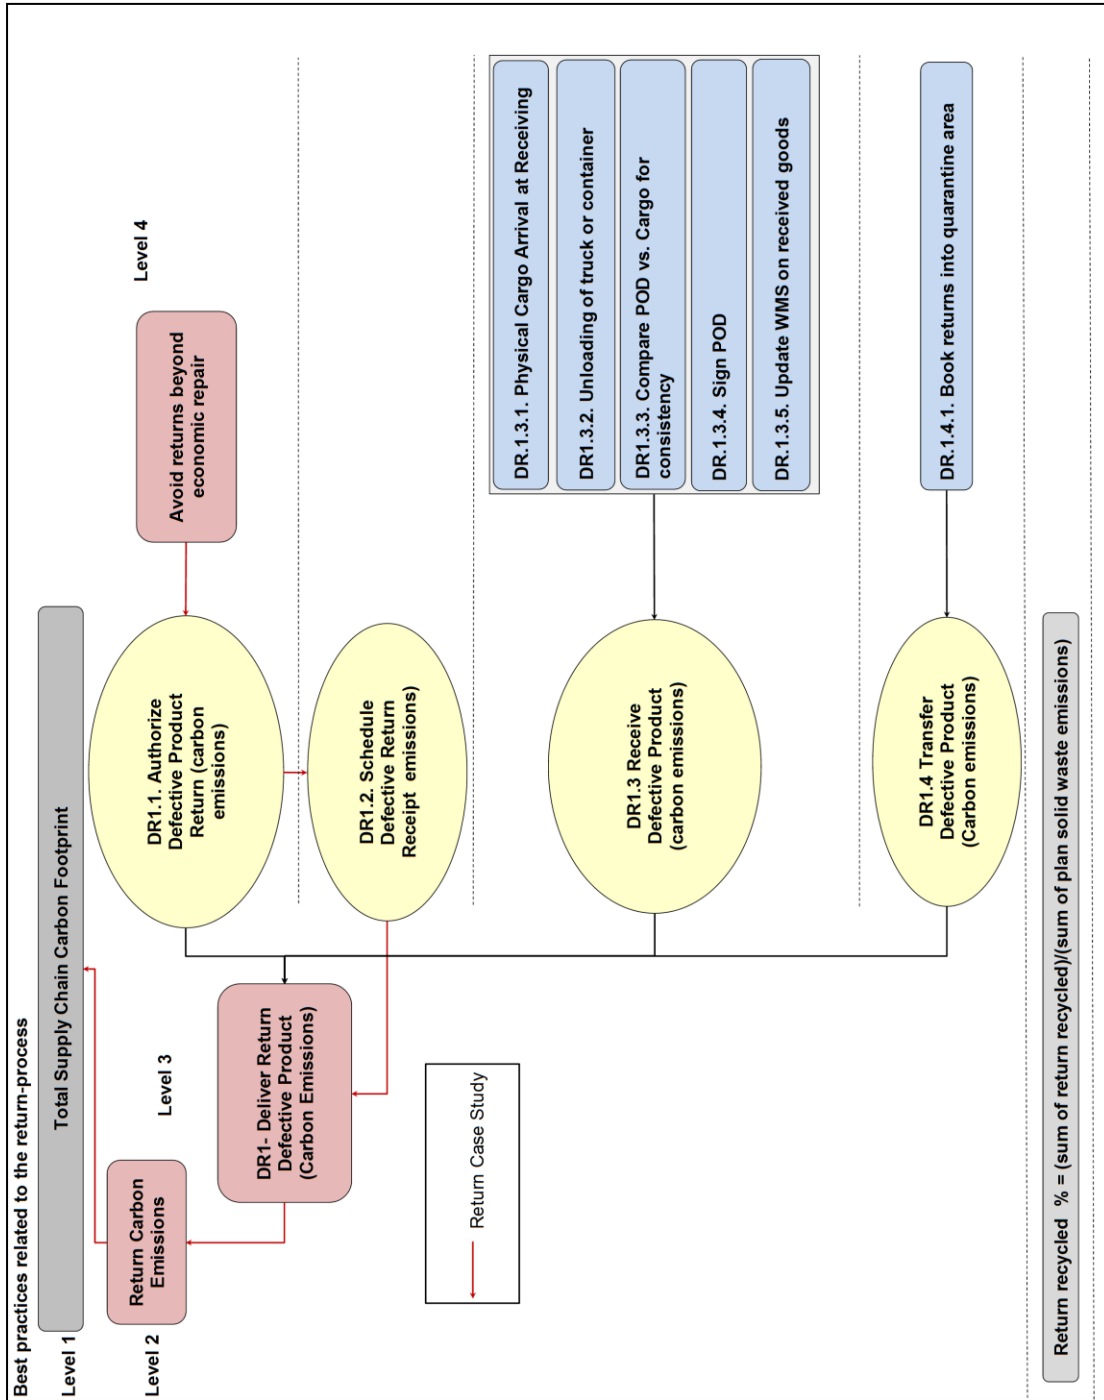 Best practices related to the return-process
Level 1
Total Supply Chain Carbon Footprint
Level 2
Return Carbon
Emissions
Level 3
DR1- Deliver Return
Defective Product
(Carbon Emissions)
Return Case Study
DR1.1. Authorize
Defective Product
Return (carbon
emissions)
DR1.2. Schedule
Defective Return
Receipt  emissions)
DR1.3 Receive
Defective Product
(carbon emissions)
DR1.4 Transfer
Defective Product
(Carbon emissions)
Level 4
Avoid returns beyond
economic repair
DR.1.3.1. Physical Cargo Arrival at Receiving
DR1.3.2. Unloading of truck or container
DR1.3.3. Compare POD vs. Cargo for
consistency
DR.1.3.4. Sign POD
DR.1.3.5. Update WMS on received goods
DR.1.4.1. Book returns into quarantine area
Return recycled  % = (sum of return recycled)/(sum of plan solid waste emissions)